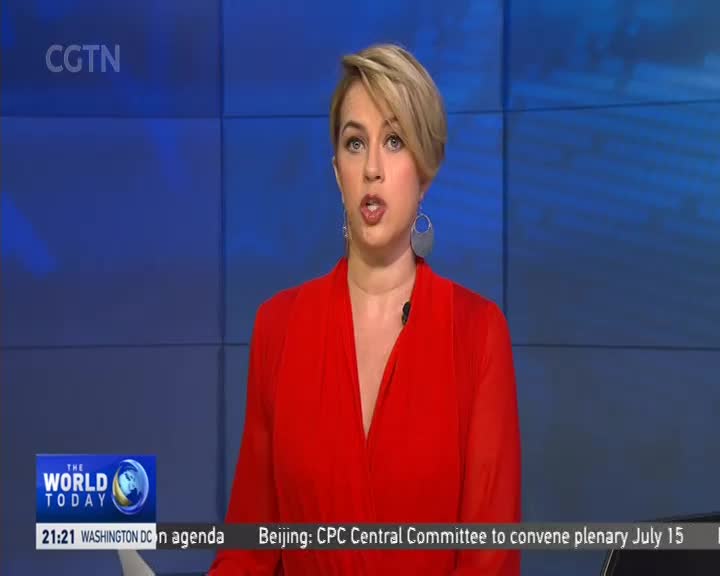 CGTN
THE
WORLD
TODAY
21:21 WASHINGTON DC on agenda Beijing: CPC Central Committee to convene plenary July 15